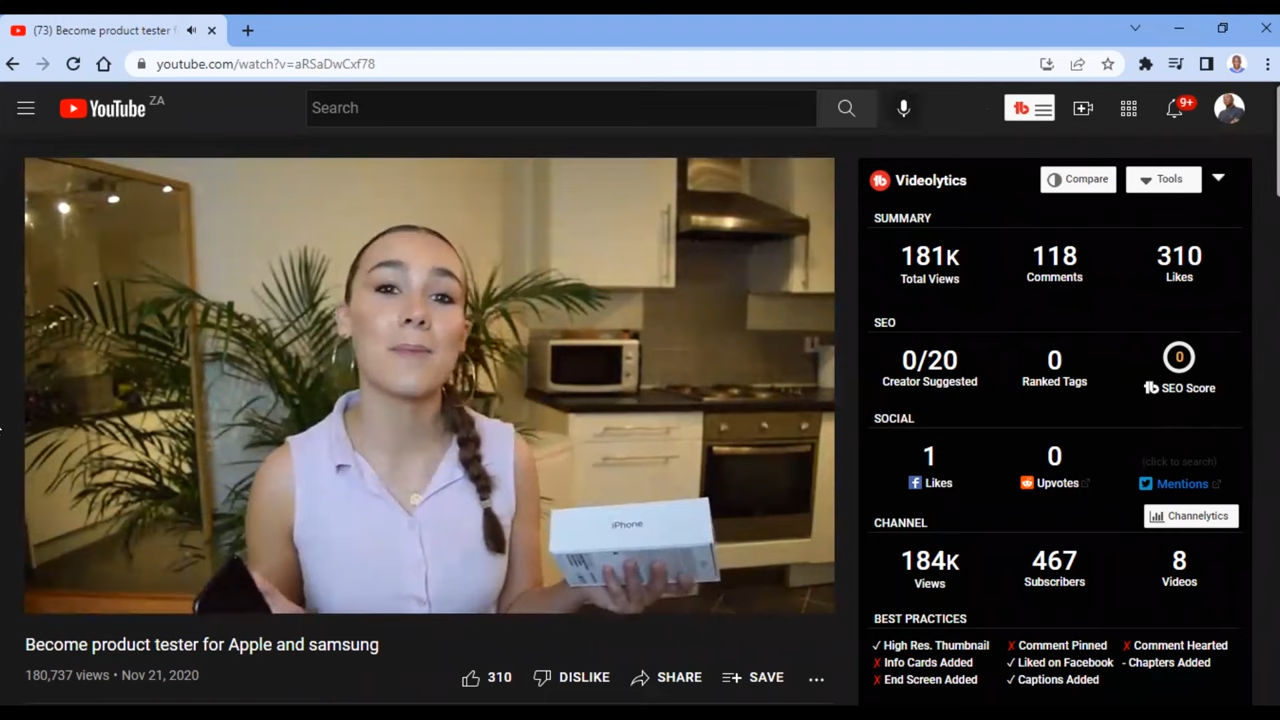 (73) Become product tester f
youtube.com/watch?v=aRSaDwCxf78
YouTube ZA
Search
9+
iPhone
Become product tester for Apple and samsung
180,737 views • Nov 21, 2020
310 DISLIKE SHARE SAVE
Videolytics
Compare
Tools
SUMMARY
181K 118 310
Total Views Comments Likes
SEO
0/20 0 0
Creator Suggested Ranked Tags SEO Score
SOCIAL
1 0 (click to search)
Likes Upvotes Mentions
CHANNEL
Channelytics
184K 467 8
Views Subscribers Videos
BEST PRACTICES
✓ High Res. Thumbnail ✗ Comment Pinned ✗ Comment Hearted
✗ Info Cards Added ✓ Liked on Facebook - Chapters Added
✗ End Screen Added ✓ Captions Added